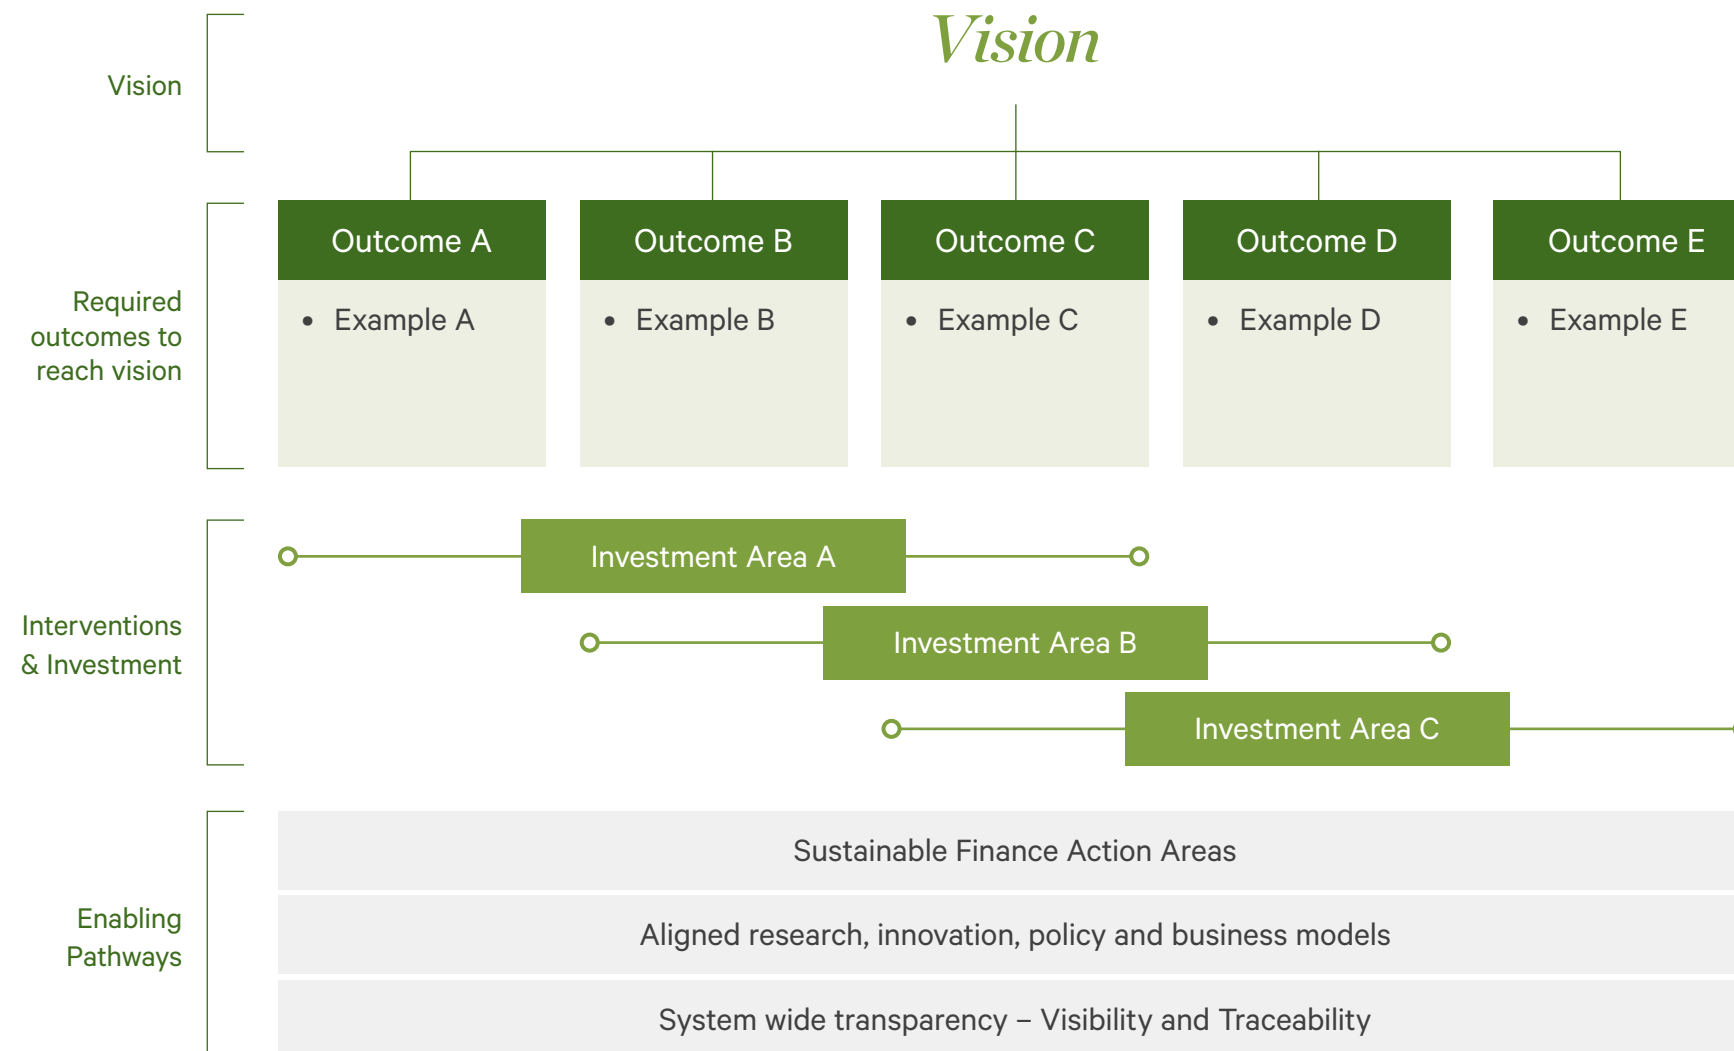 Vision
Vision
Required
outcomes to
reach vision
Outcome A
Outcome B
Outcome C
Outcome D
Outcome E
• Example A
• Example B
• Example C
• Example D
• Example E
Interventions
& Investment
Investment Area A
Investment Area B
Investment Area C
Enabling
Pathways
Sustainable Finance Action Areas
Aligned research, innovation, policy and business models
System wide transparency – Visibility and Traceability